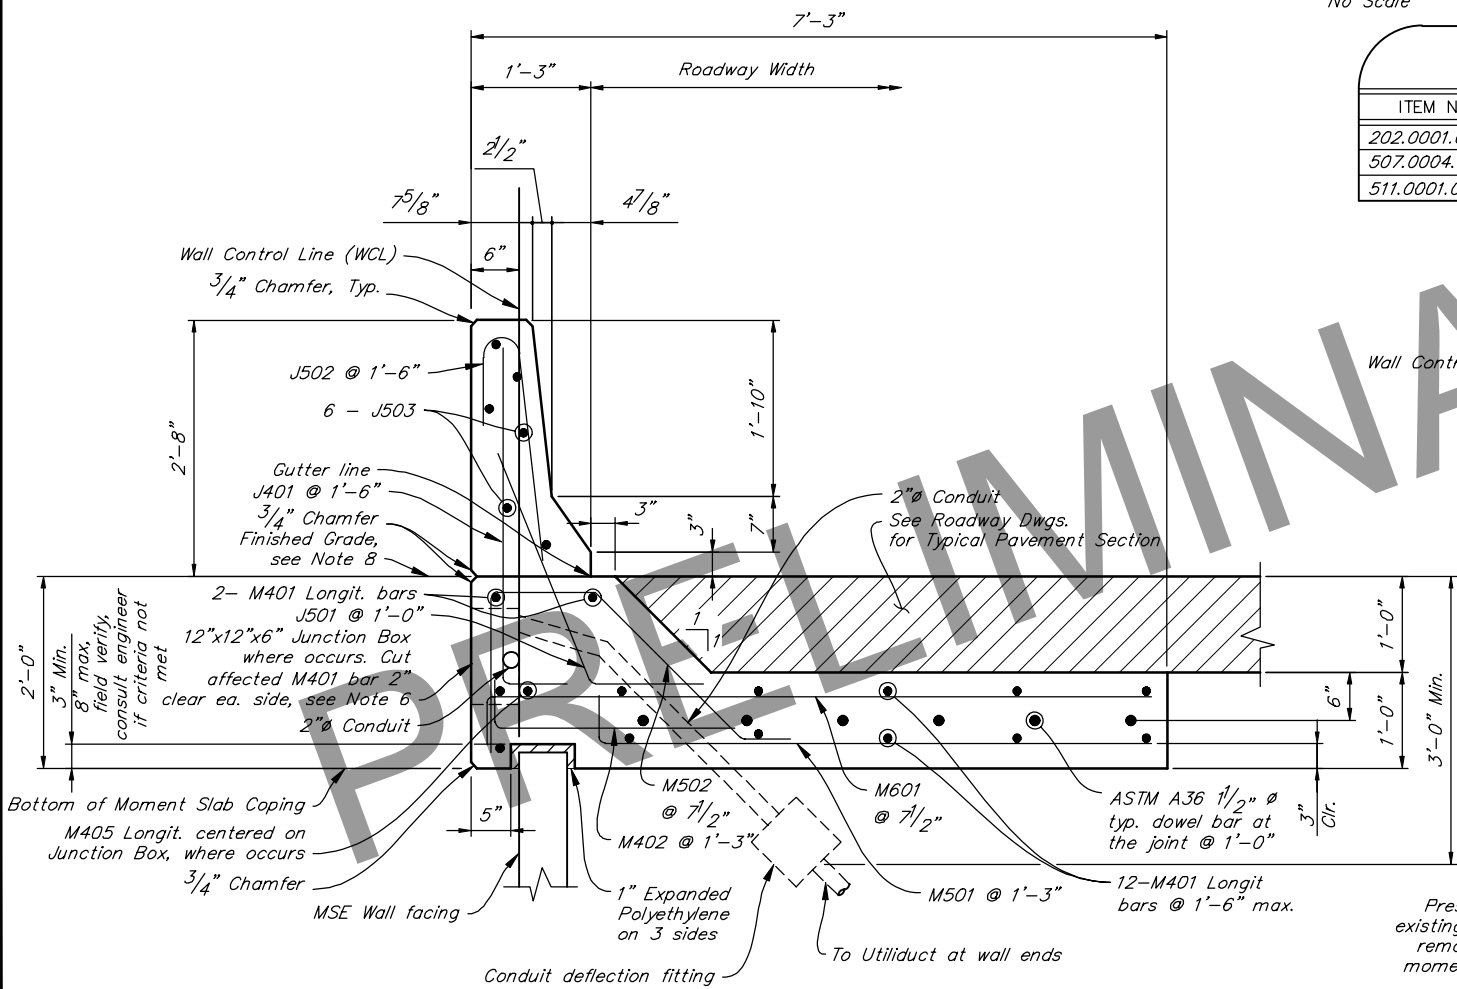 No Scale
7'-3"
1'-3"
Roadway Width
2 1/2"
7 5/8"
4 7/8"
ITEM N
202.0001.
507.0004.
511.0001.0
Wall Control Line (WCL)
6"
3/4" Chamfer, Typ.
J502 @ 1'-6"
6 - J503
2'-8"
1'-10"
Wall Contr
Gutter line
J401 @ 1'-6"
3/4" Chamfer
Finished Grade,
see Note 8
3"
3"
7"
2"ø Conduit
See Roadway Dwgs.
for Typical Pavement Section
2- M401 Longit. bars
J501 @ 1'-0"
12"x12"x6" Junction Box
where occurs. Cut
affected M401 bar 2"
clear ea. side, see Note 6
2"ø Conduit
2'-0"
3" Min.
8" max,
field verify,
consult engineer
if criteria not
met
1
1
1'-0"
6"
1'-0"
3'-0" Min.
Bottom of Moment Slab Coping
M405 Longit. centered on
Junction Box, where occurs
3/4" Chamfer
5"
MSE Wall facing
M502
@ 7 1/2"
M402 @ 1'-3"
M601
@ 7 1/2"
ASTM A36 1 1/2" ø
typ. dowel bar at
the joint @ 1'-0"
3"
Clr.
1" Expanded
Polyethylene
on 3 sides
M501 @ 1'-3"
12-M401 Longit
bars @ 1'-6" max.
To Utiliduct at wall ends
Conduit deflection fitting
Pres
existing
remo
mome
PRELIMINA